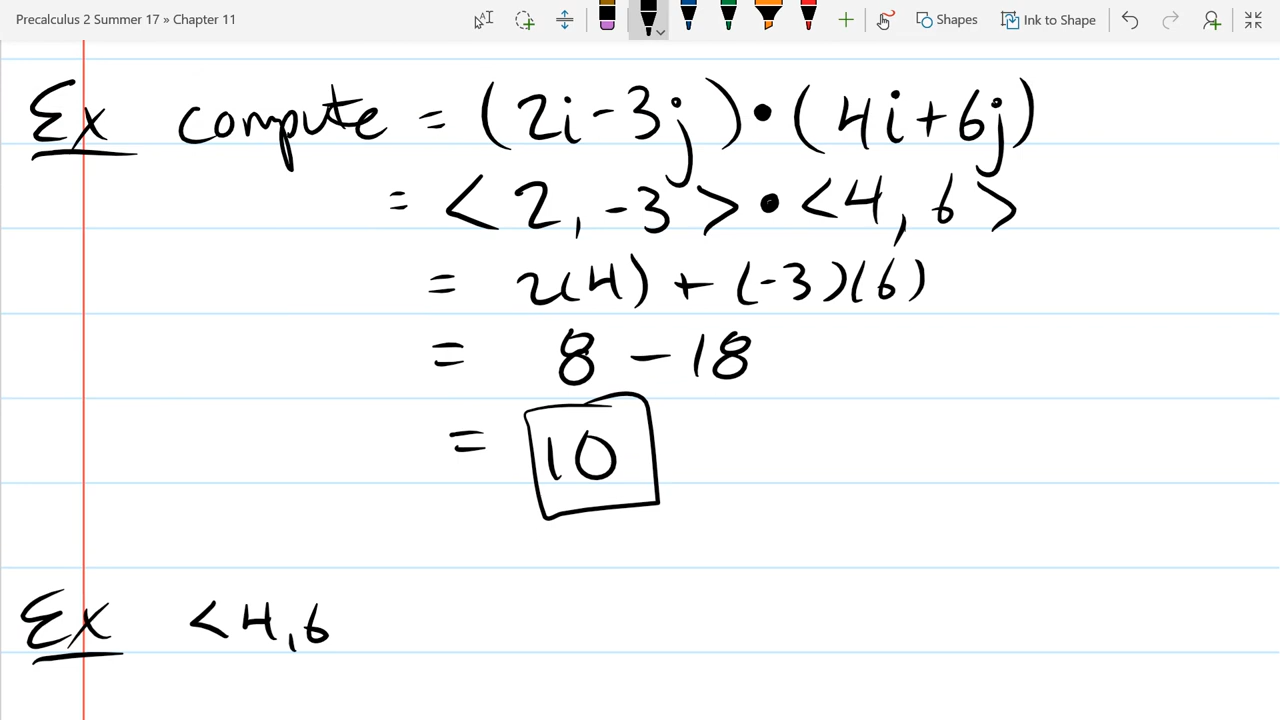 Precalculus 2 Summer 17 » Chapter 11
Shapes
Ink to Shape
Ex compute = (2i-3j)•(4i+6j)
= <2,-3>•<4,6>
= 2(4) + (-3)(6)
= 8 - 18
= 10
Ex <4,6